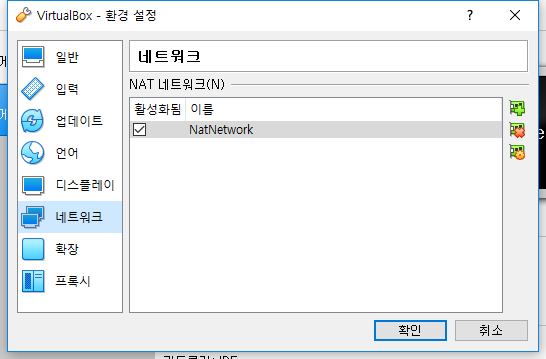 VirtualBox - 환경 설정
?
일반
입력
업데이트
언어
디스플레이
네트워크
확장
프록시
네트워크
NAT 네트워크(N)
활성화됨 이름
NatNetwork
확인 취소